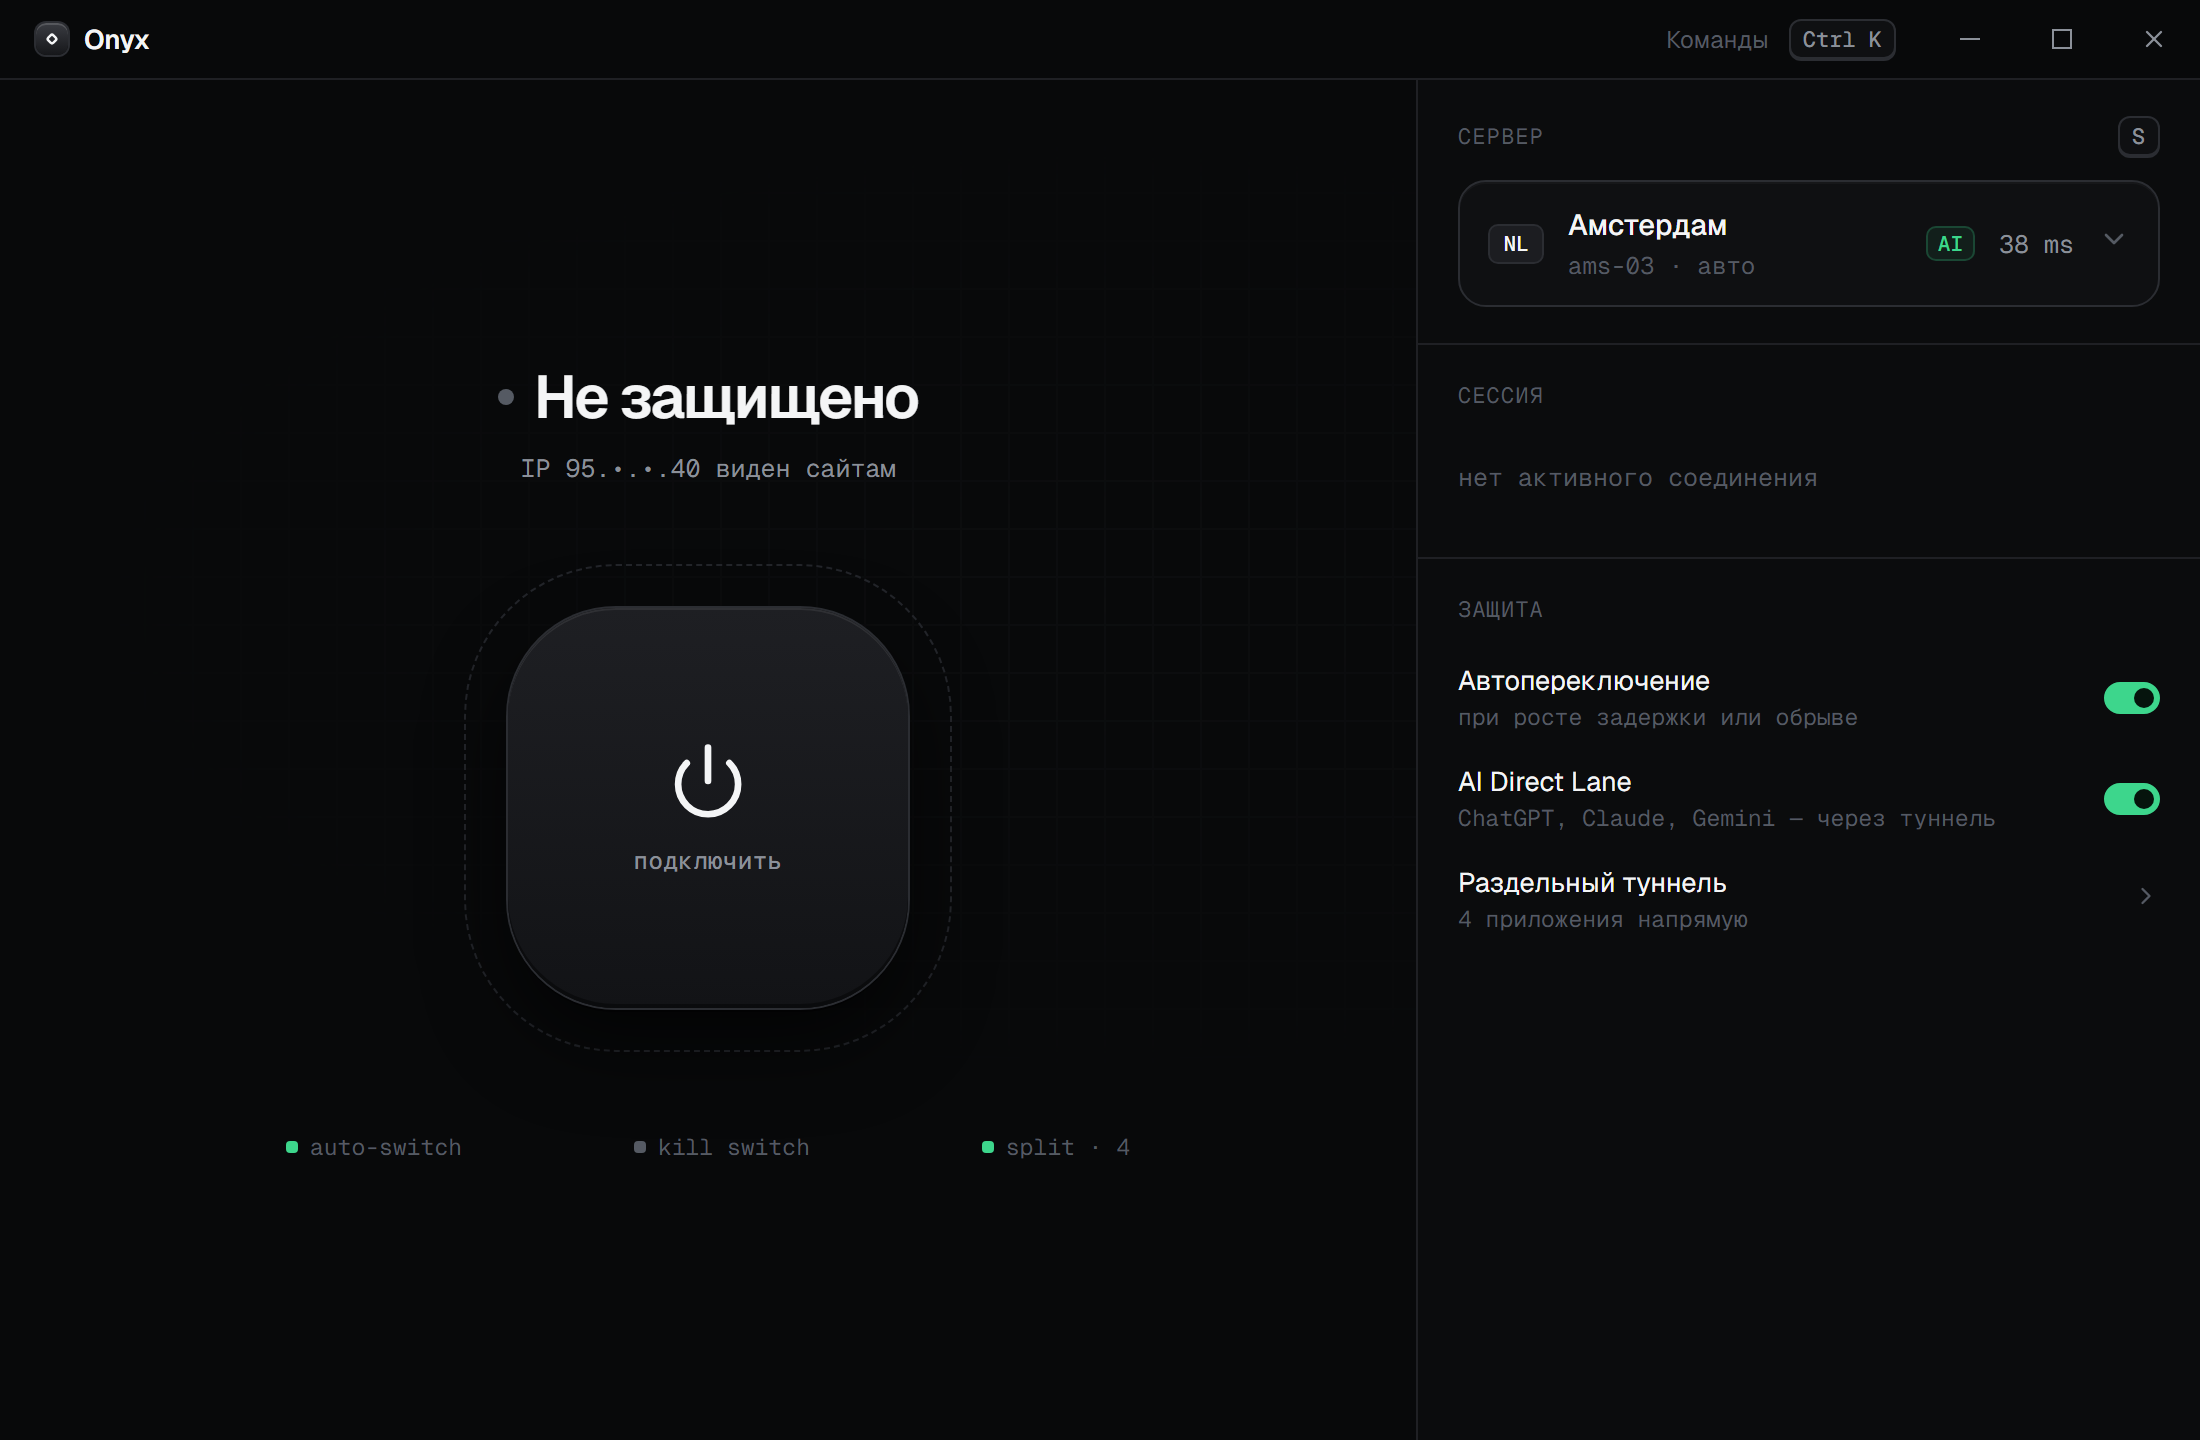 Onyx
Команды Ctrl K
СЕРВЕР S
NL Амстердам AI 38 ms
ams-03 · авто
Не защищено
IP 95.•.•.40 виден сайтам
подключить
auto-switch kill switch split · 4
СЕССИЯ
нет активного соединения
ЗАЩИТА
Автопереключение
при росте задержки или обрыве
AI Direct Lane
ChatGPT, Claude, Gemini — через туннель
Раздельный туннель
4 приложения напрямую